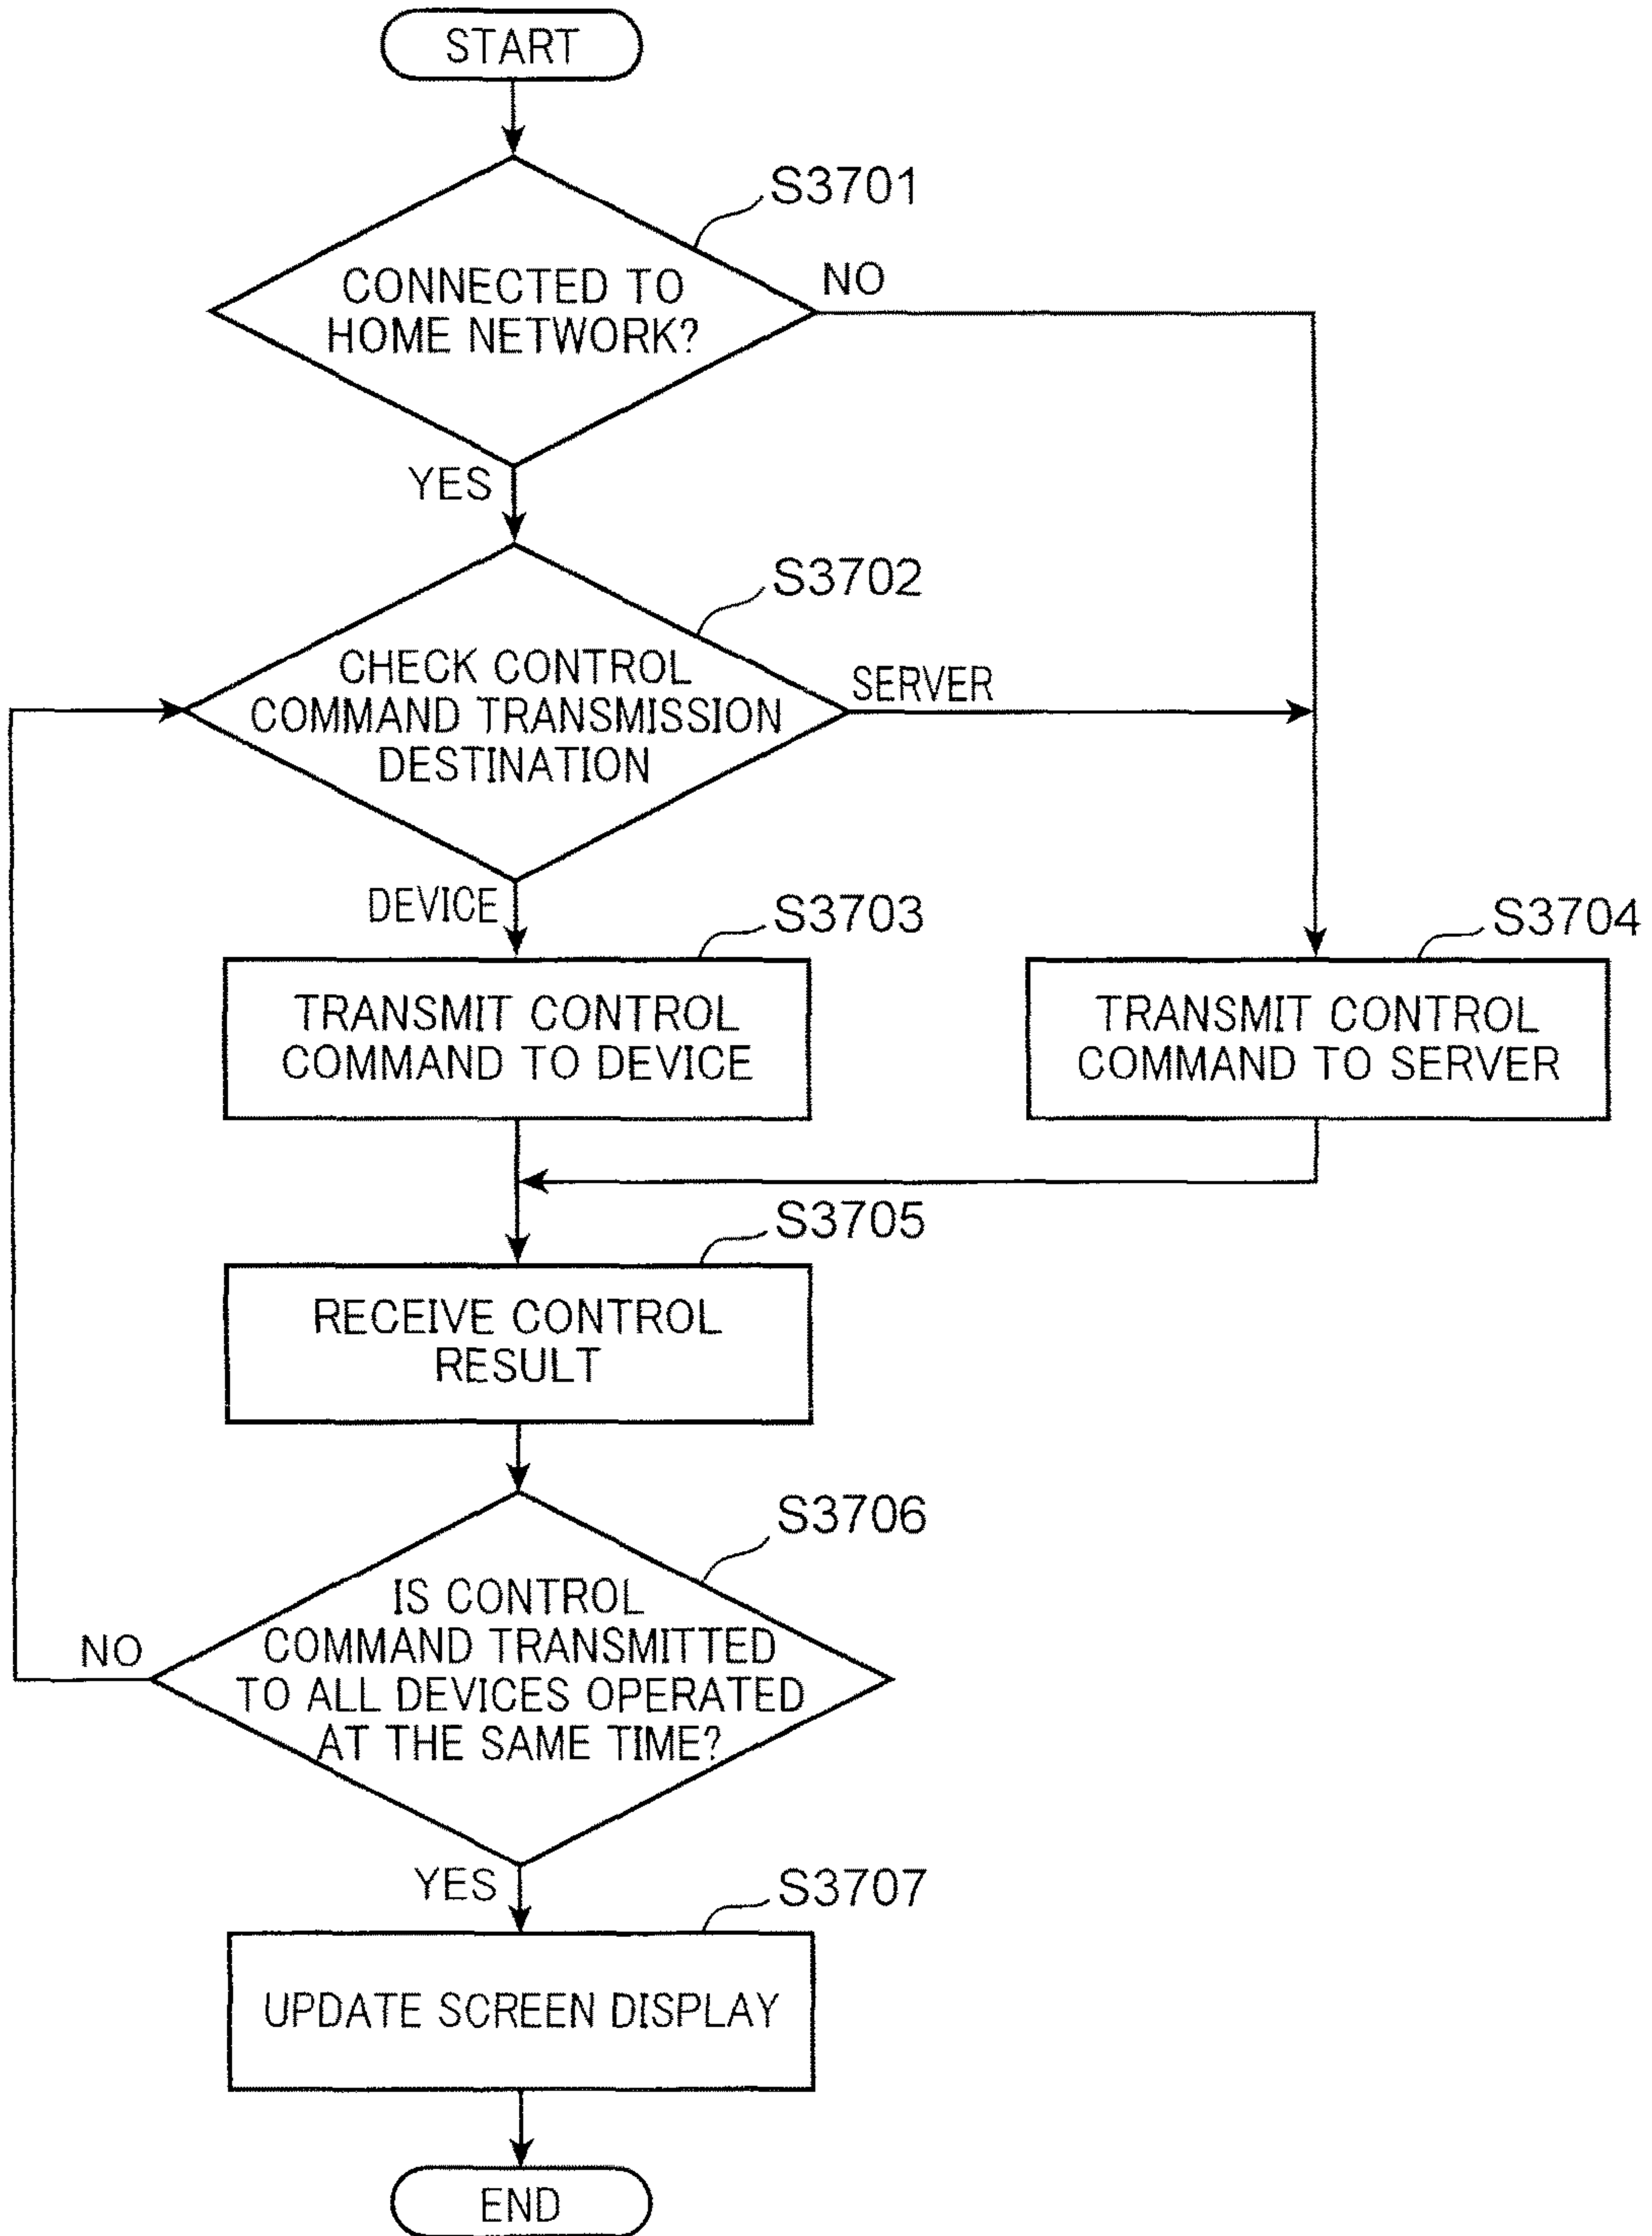 START
S3701
CONNECTED TO
HOME NETWORK?
NO
YES
S3702
CHECK CONTROL
COMMAND TRANSMISSION
DESTINATION
SERVER
DEVICE
S3703
TRANSMIT CONTROL
COMMAND TO DEVICE
S3704
TRANSMIT CONTROL
COMMAND TO SERVER
S3705
RECEIVE CONTROL
RESULT
S3706
IS CONTROL
COMMAND TRANSMITTED
TO ALL DEVICES OPERATED
AT THE SAME TIME?
NO
YES
S3707
UPDATE SCREEN DISPLAY
END